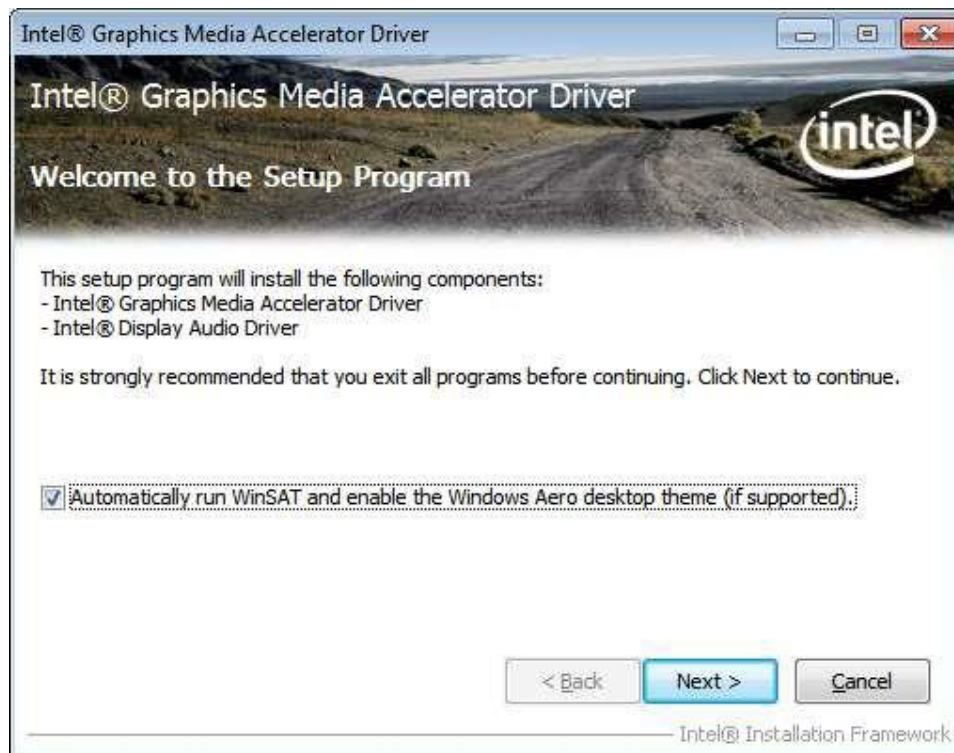 Intel® Graphics Media Accelerator Driver
Intel® Graphics Media Accelerator Driver
intel
Welcome to the Setup Program
This setup program will install the following components:
- Intel® Graphics Media Accelerator Driver
- Intel® Display Audio Driver
It is strongly recommended that you exit all programs before continuing. Click Next to continue.
Automatically run WinSAT and enable the Windows Aero desktop theme (if supported).
< Back Next > Cancel
Intel® Installation Framework